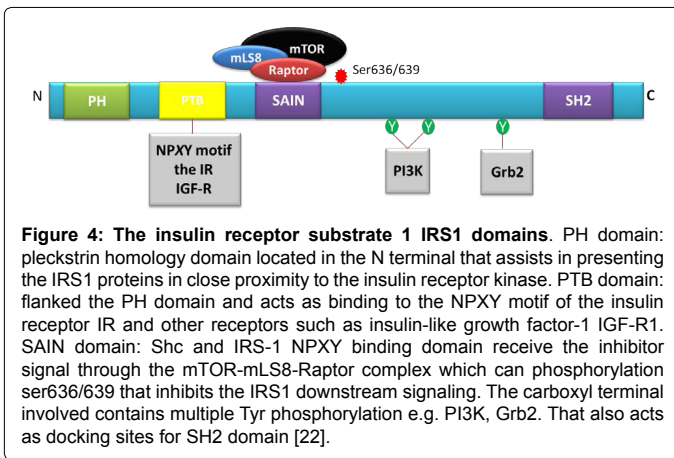 mTOR
mLS8
Raptor
Ser636/639
N
PH
PTB
SAIN
SH2
C
Y
Y
Y
NPXY motif
the IR
IGF-R
PI3K
Grb2
Figure 4: The insulin receptor substrate 1 IRS1 domains. PH domain:
pleckstrin homology domain located in the N terminal that assists in presenting
the IRS1 proteins in close proximity to the insulin receptor kinase. PTB domain:
flanked the PH domain and acts as binding to the NPXY motif of the insulin
receptor IR and other receptors such as insulin-like growth factor-1 IGF-R1.
SAIN domain: Shc and IRS-1 NPXY binding domain receive the inhibitor
signal through the mTOR-mLS8-Raptor complex which can phosphorylation
ser636/639 that inhibits the IRS1 downstream signaling. The carboxyl terminal
involved contains multiple Tyr phosphorylation e.g. PI3K, Grb2. That also acts
as docking sites for SH2 domain [22].